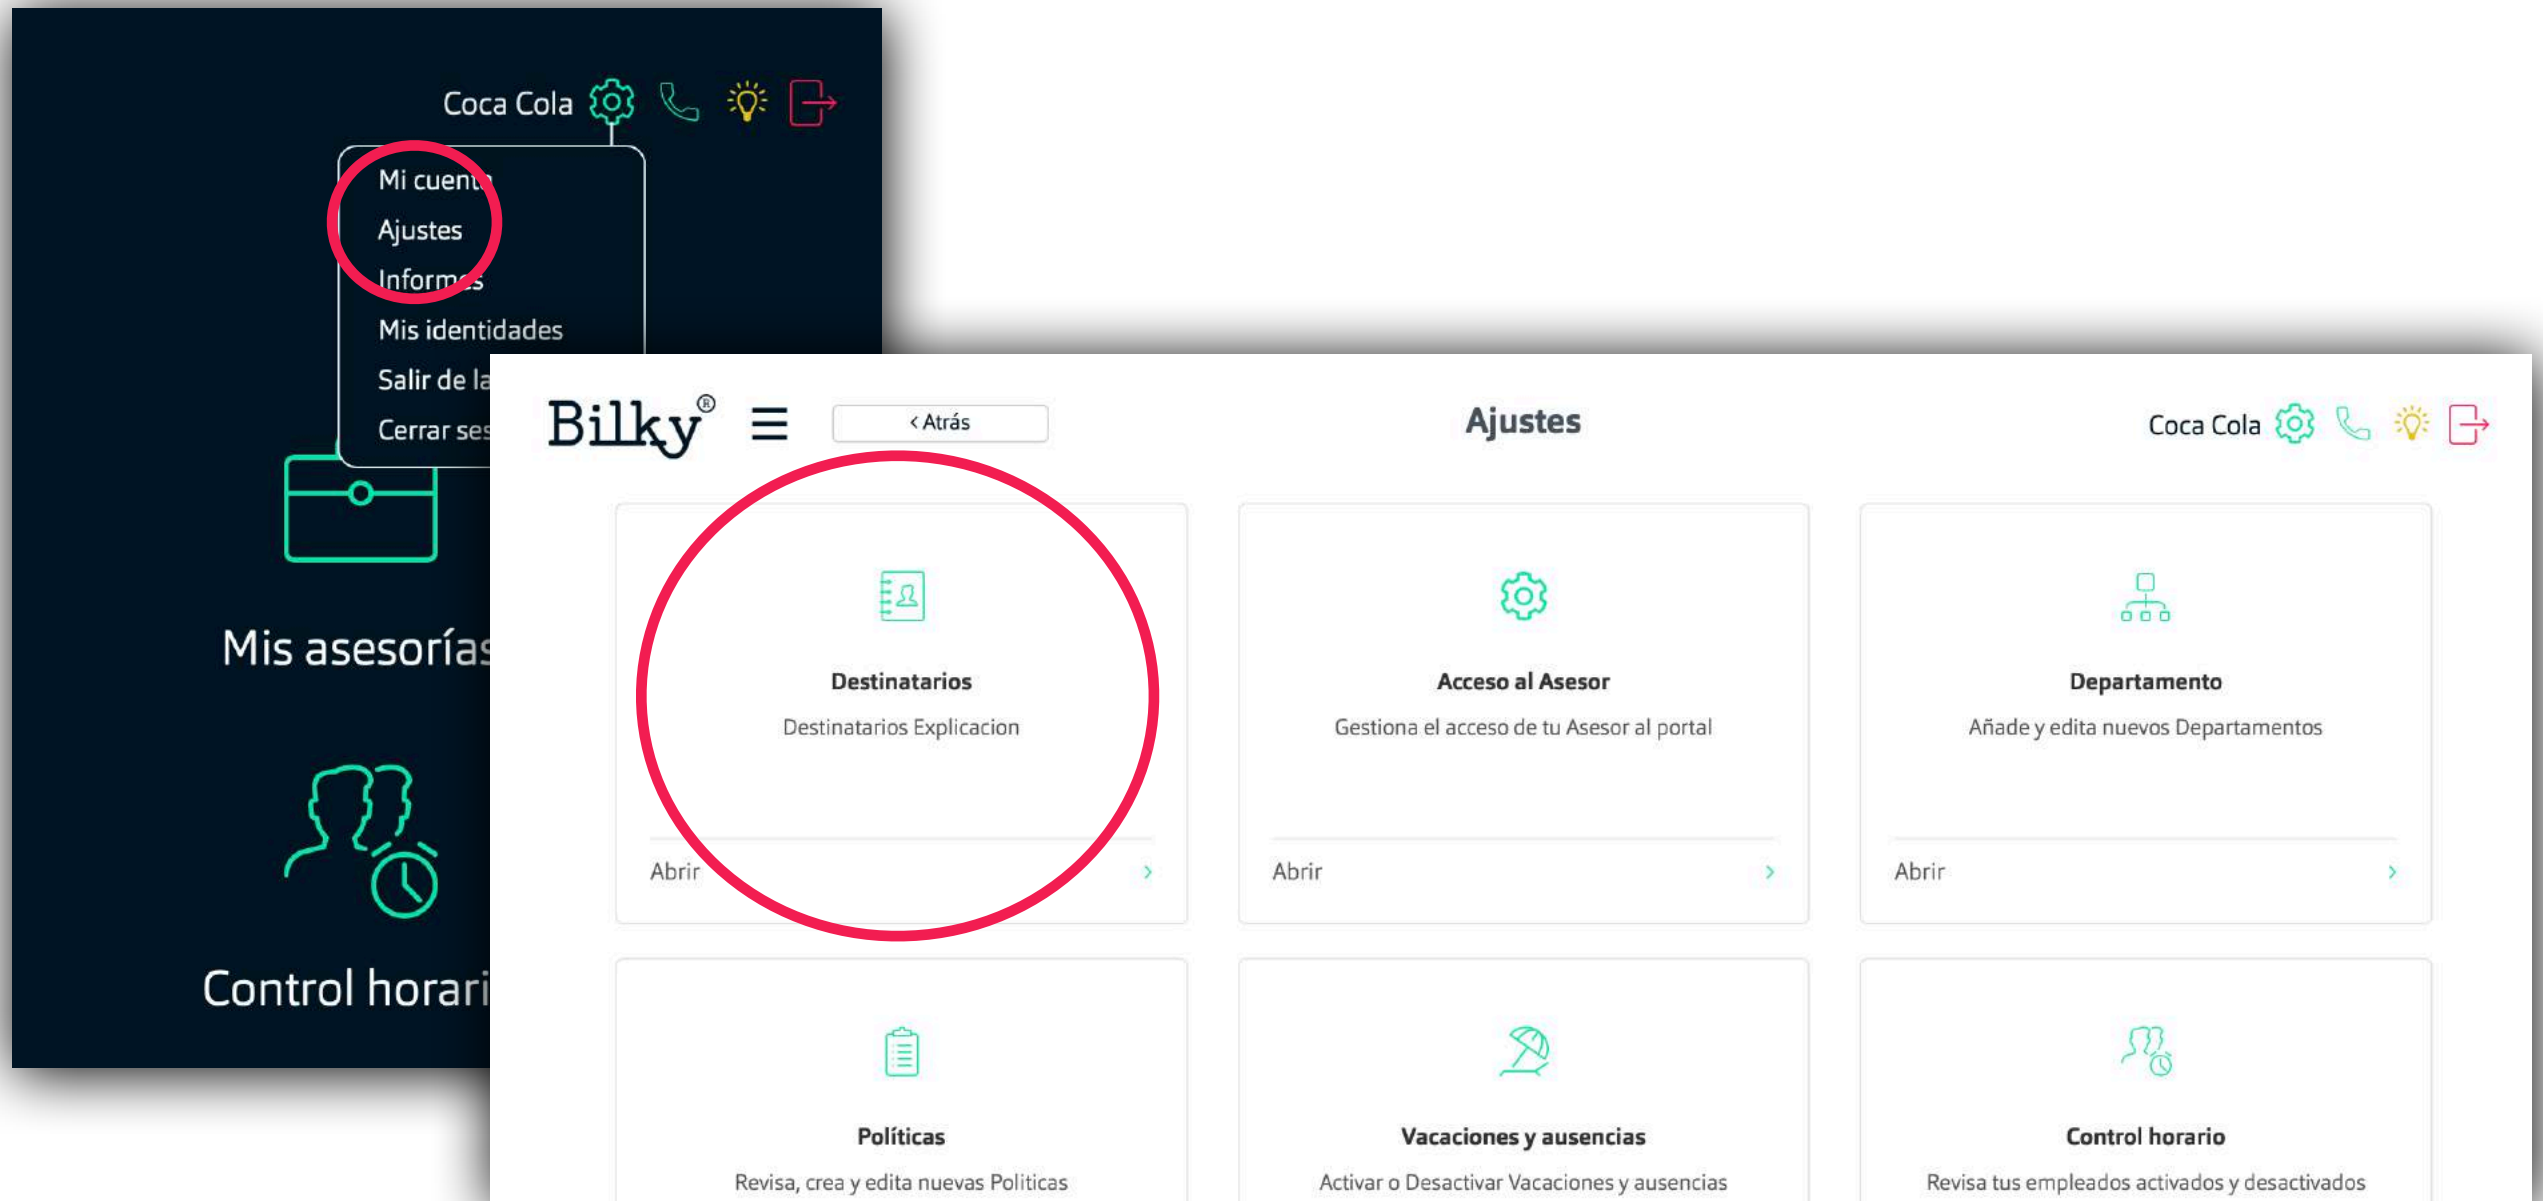 Coca Cola
Mi cuenta
Ajustes
Informes
Mis identidades
Salir de la
Cerrar ses
Mis asesorías
Control horari
Bilky®
< Atrás
Ajustes
Coca Cola
Destinatarios
Destinatarios Explicacion
Abrir >
Acceso al Asesor
Gestiona el acceso de tu Asesor al portal
Abrir >
Departamento
Añade y edita nuevos Departamentos
Abrir >
Políticas
Revisa, crea y edita nuevas Politicas
Vacaciones y ausencias
Activar o Desactivar Vacaciones y ausencias
Control horario
Revisa tus empleados activados y desactivados